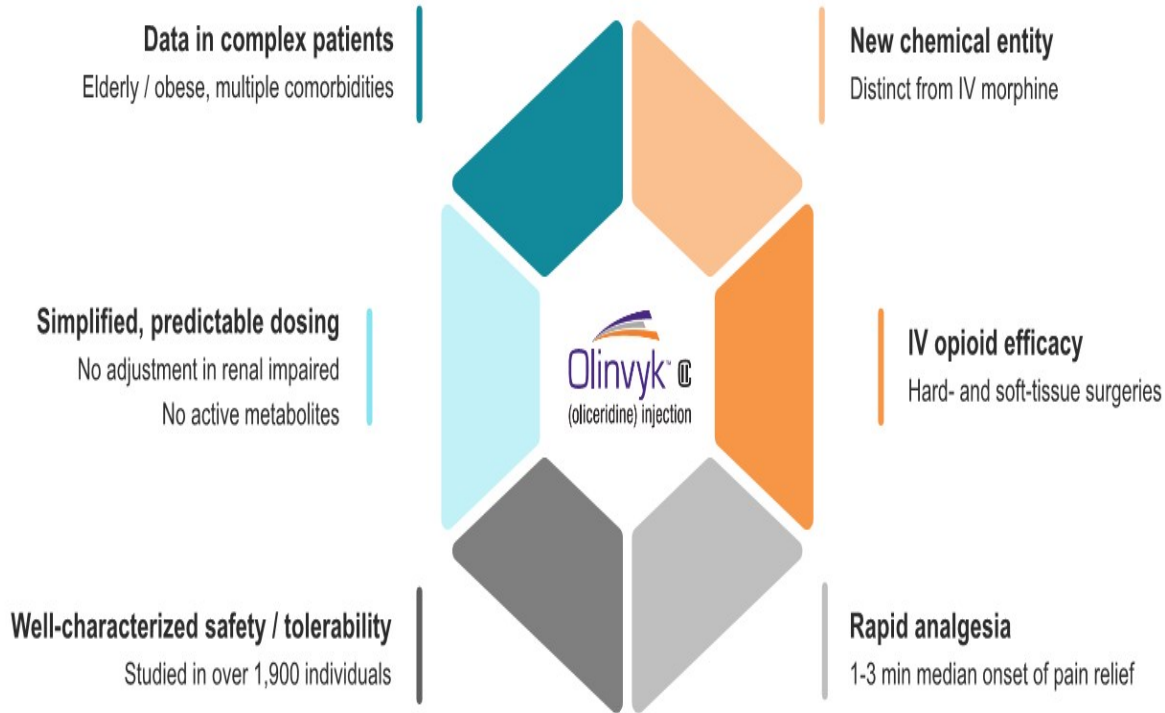 Data in complex patients
Elderly / obese, multiple comorbidities
New chemical entity
Distinct from IV morphine
Simplified, predictable dosing
No adjustment in renal impaired
No active metabolites
Olinvyk™ CII
(oliceridine) injection
IV opioid efficacy
Hard- and soft-tissue surgeries
Well-characterized safety / tolerability
Studied in over 1,900 individuals
Rapid analgesia
1-3 min median onset of pain relief